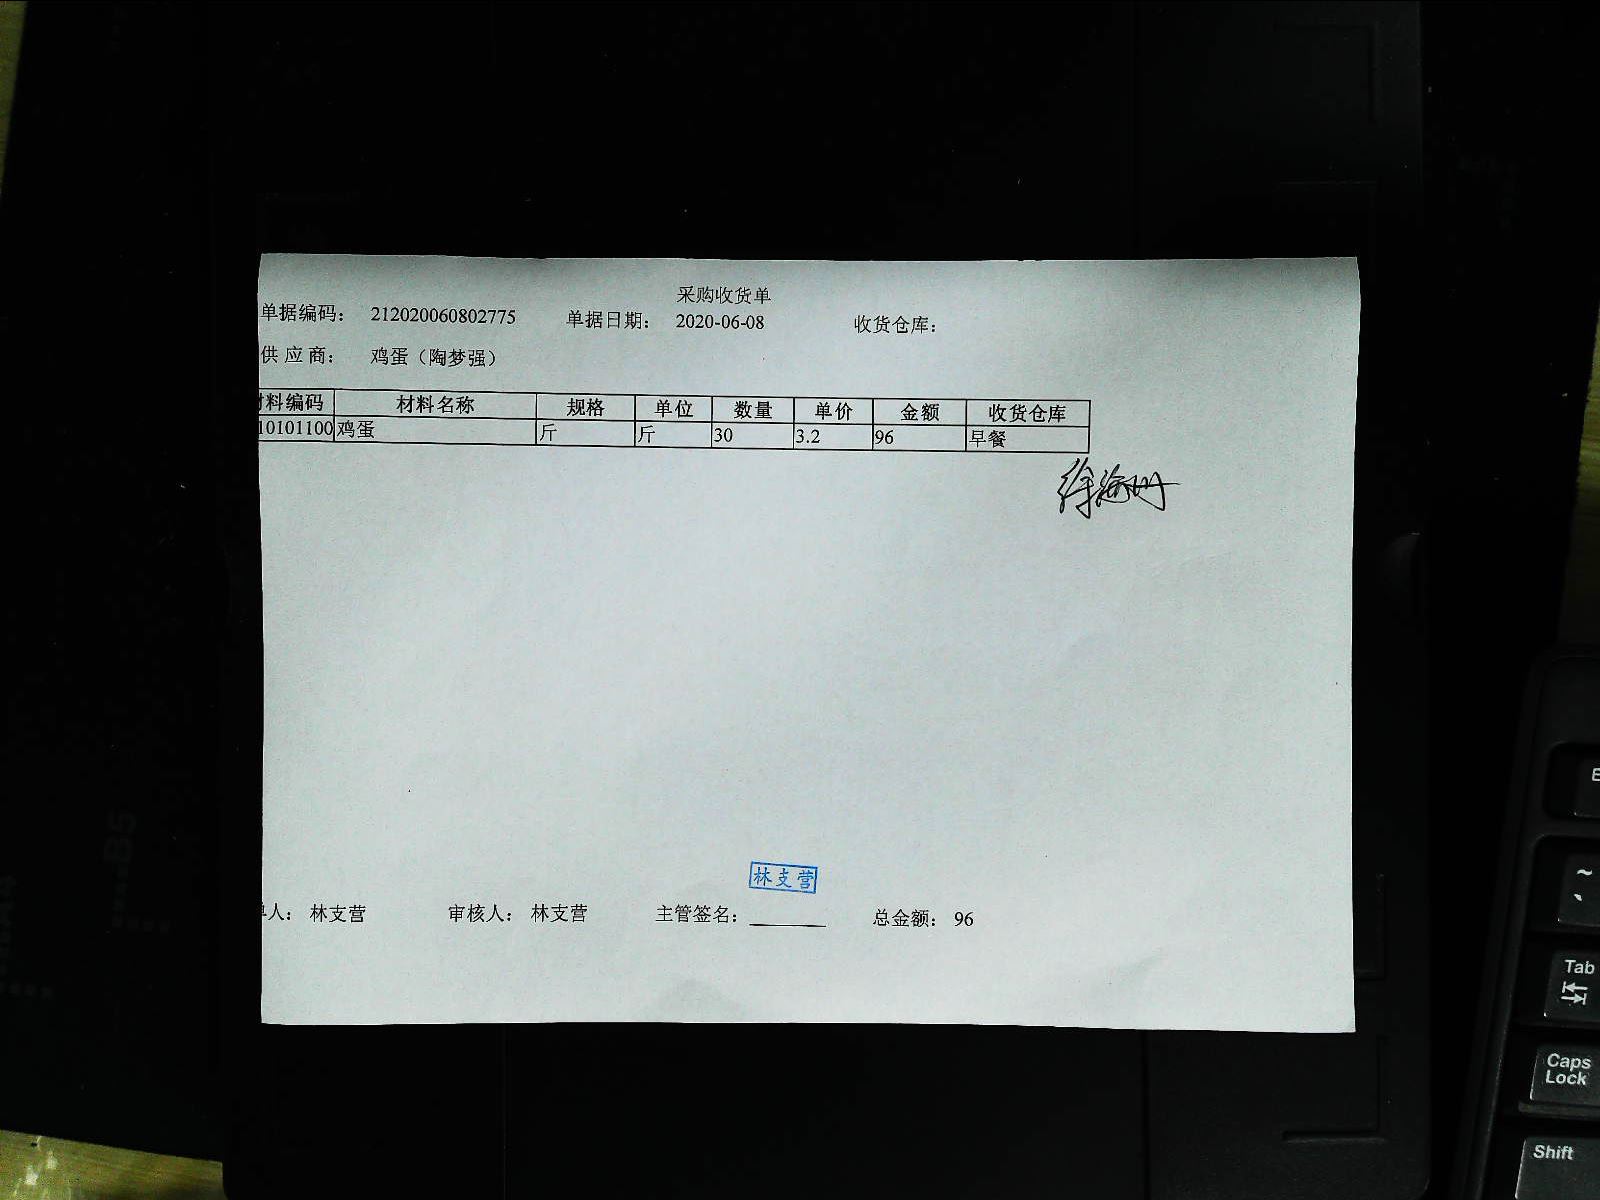 采购收货单
单据编码： 212020060802775 单据日期： 2020-06-08 收货仓库：
供 应 商： 鸡蛋（陶梦强）
材料编码 材料名称 规格 单位 数量 单价 金额 收货仓库
10101100 鸡蛋 斤 斤 30 3.2 96 早餐
林支营
单人： 林支营 审核人： 林支营 主管签名： 总金额： 96
Tab
Caps Lock
Shift